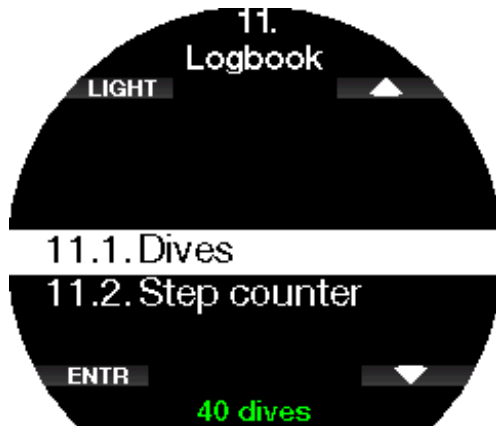 11.
Logbook
LIGHT
11.1. Dives
11.2. Step counter
ENTR
40 dives